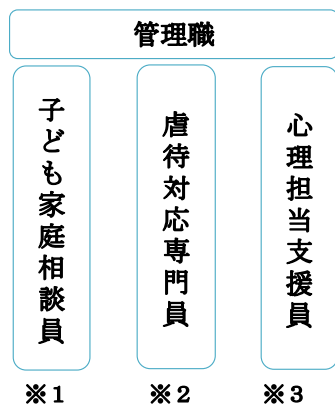 管理職
子ども家庭相談員
虐待対応専門員
心理担当支援員
※1
※2
※3